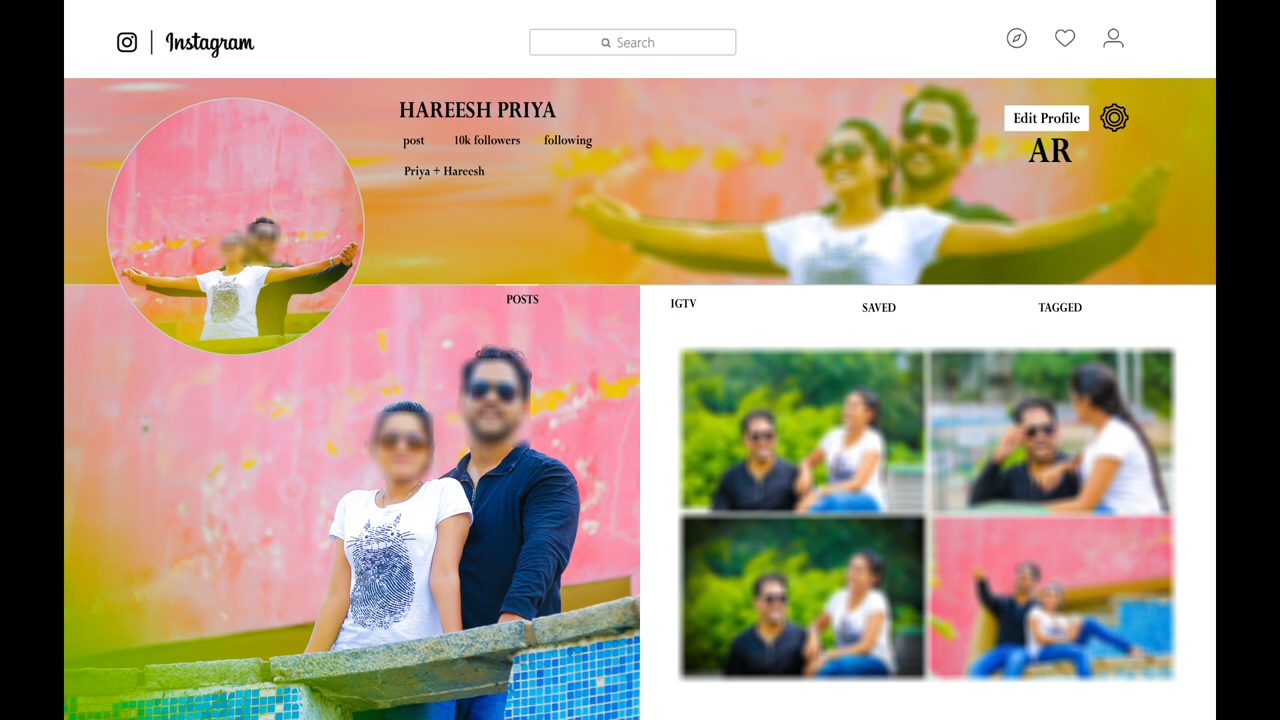 Instagram
Search
HAREESH PRIYA
Edit Profile
post 10k followers following
AR
Priya + Hareesh
POSTS
IGTV
SAVED
TAGGED